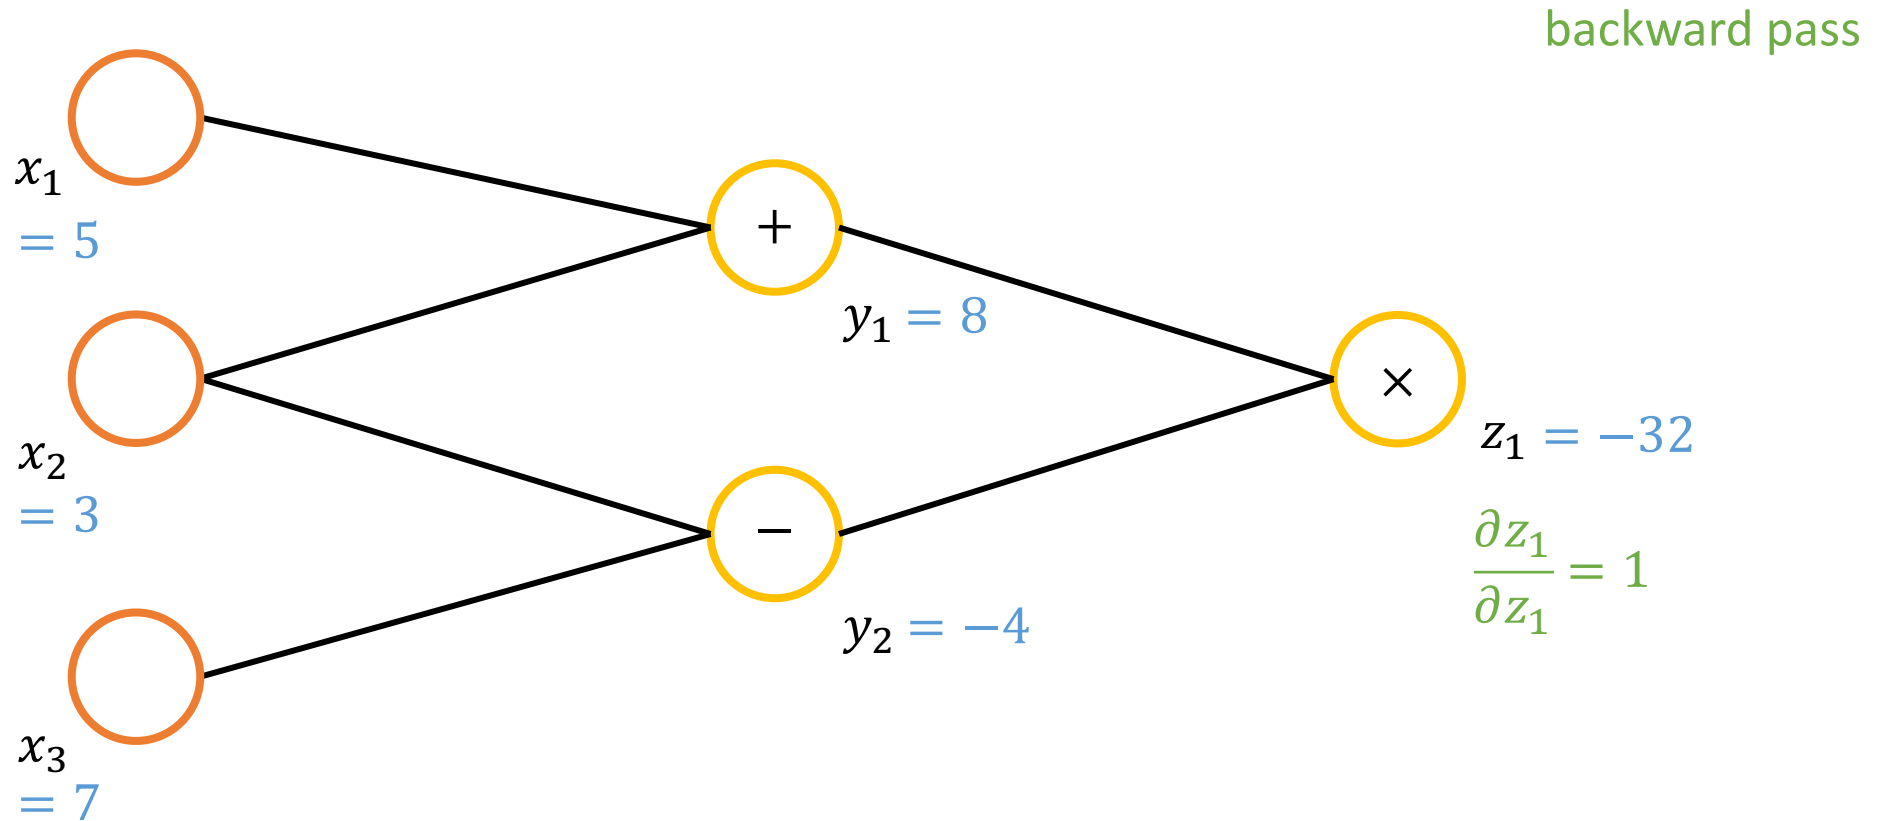 backward pass
x₁
= 5
+
y₁ = 8
×
x₂
= 3
z₁ = −32
−
∂z₁
── = 1
∂z₁
y₂ = −4
x₃
= 7